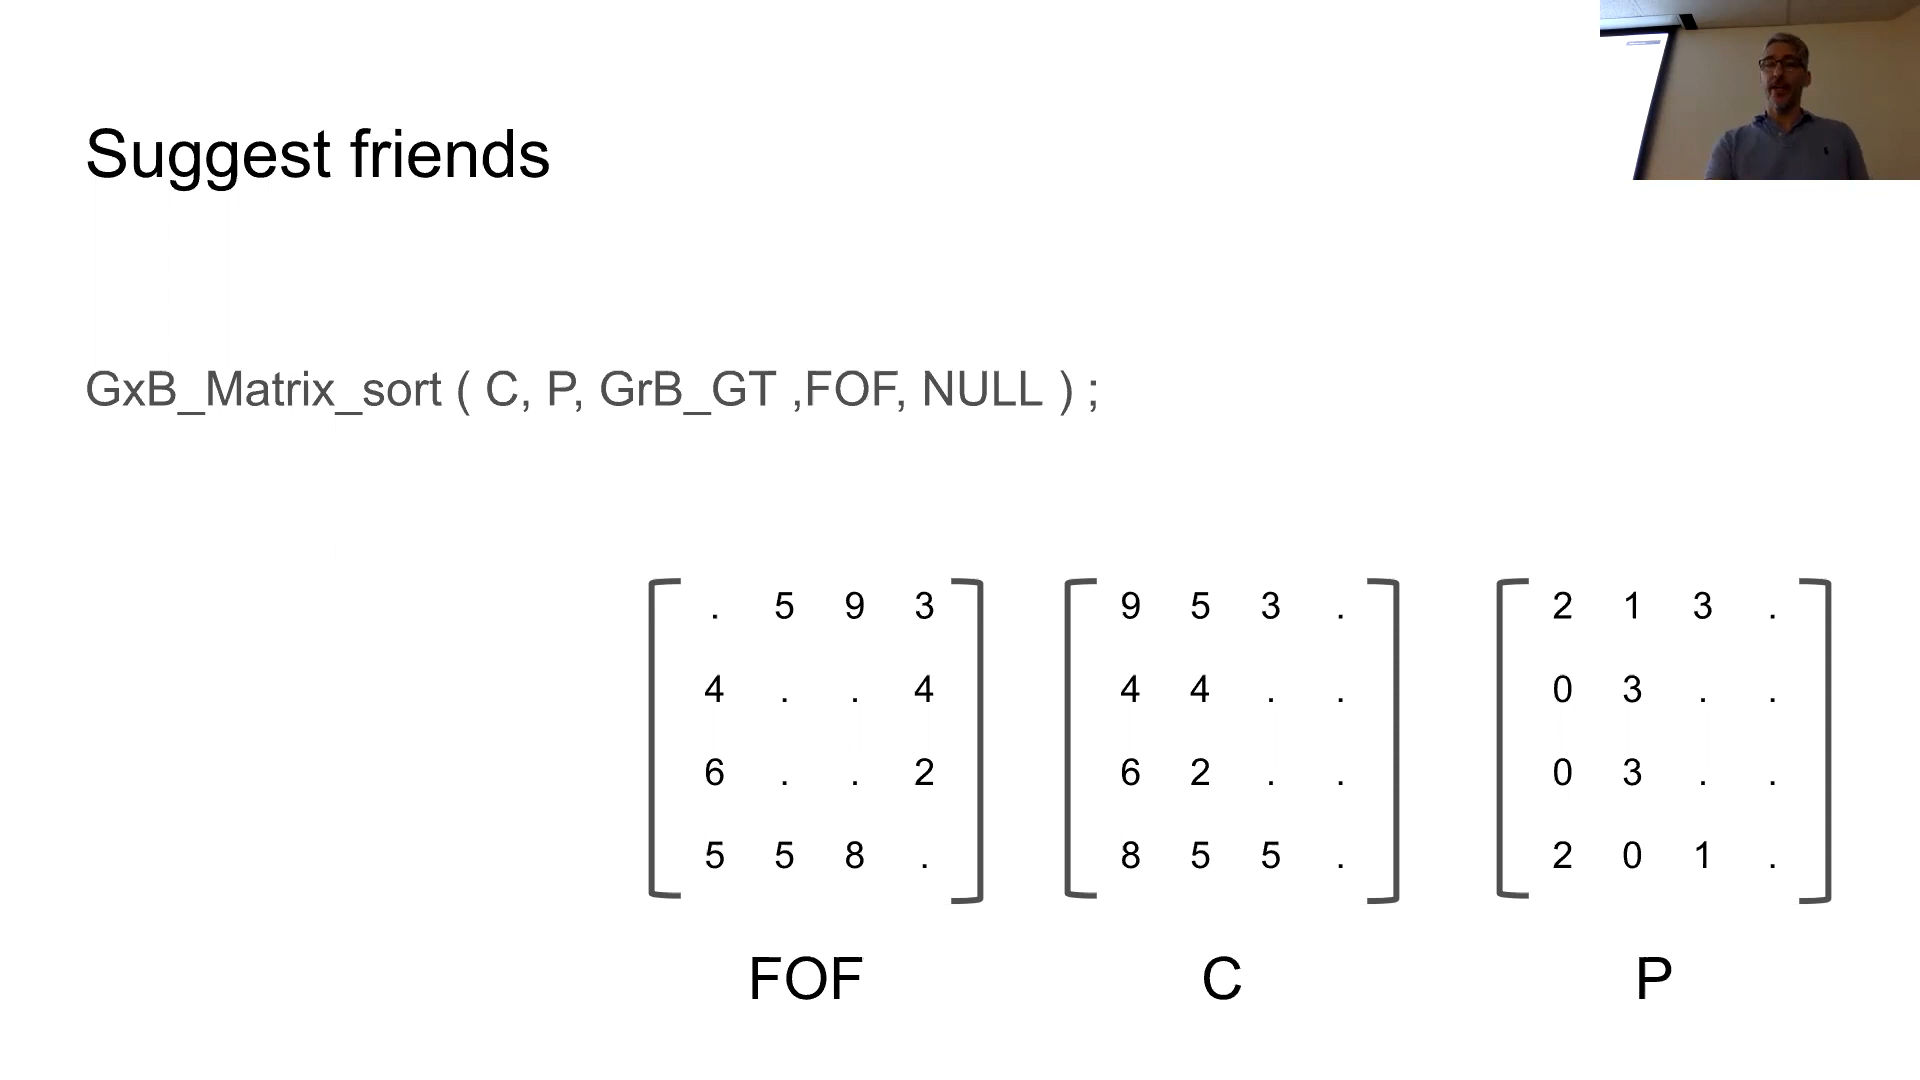 Suggest friends
GxB_Matrix_sort ( C, P, GrB_GT ,FOF, NULL ) ;
. 5 9 3
4 . . 4
6 . . 2
5 5 8 .
FOF
9 5 3 .
4 4 . .
6 2 . .
8 5 5 .
C
2 1 3 .
0 3 . .
0 3 . .
2 0 1 .
P